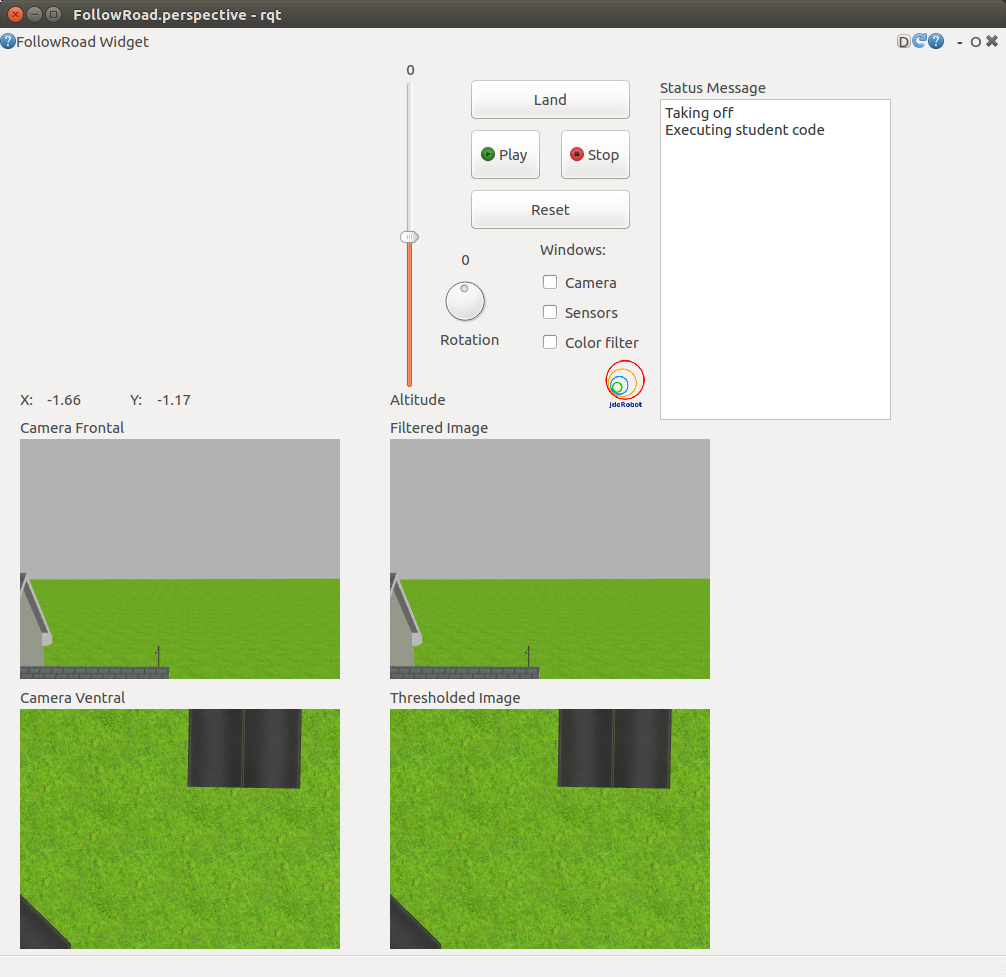 FollowRoad.perspective - rqt
FollowRoad Widget
D ? - O
0
Land
Play
Stop
Reset
0
Rotation
Windows:
Camera
Sensors
Color filter
JdeRobot
Status Message
Taking off
Executing student code
X: -1.66 Y: -1.17
Altitude
Camera Frontal
Filtered Image
Camera Ventral
Thresholded Image